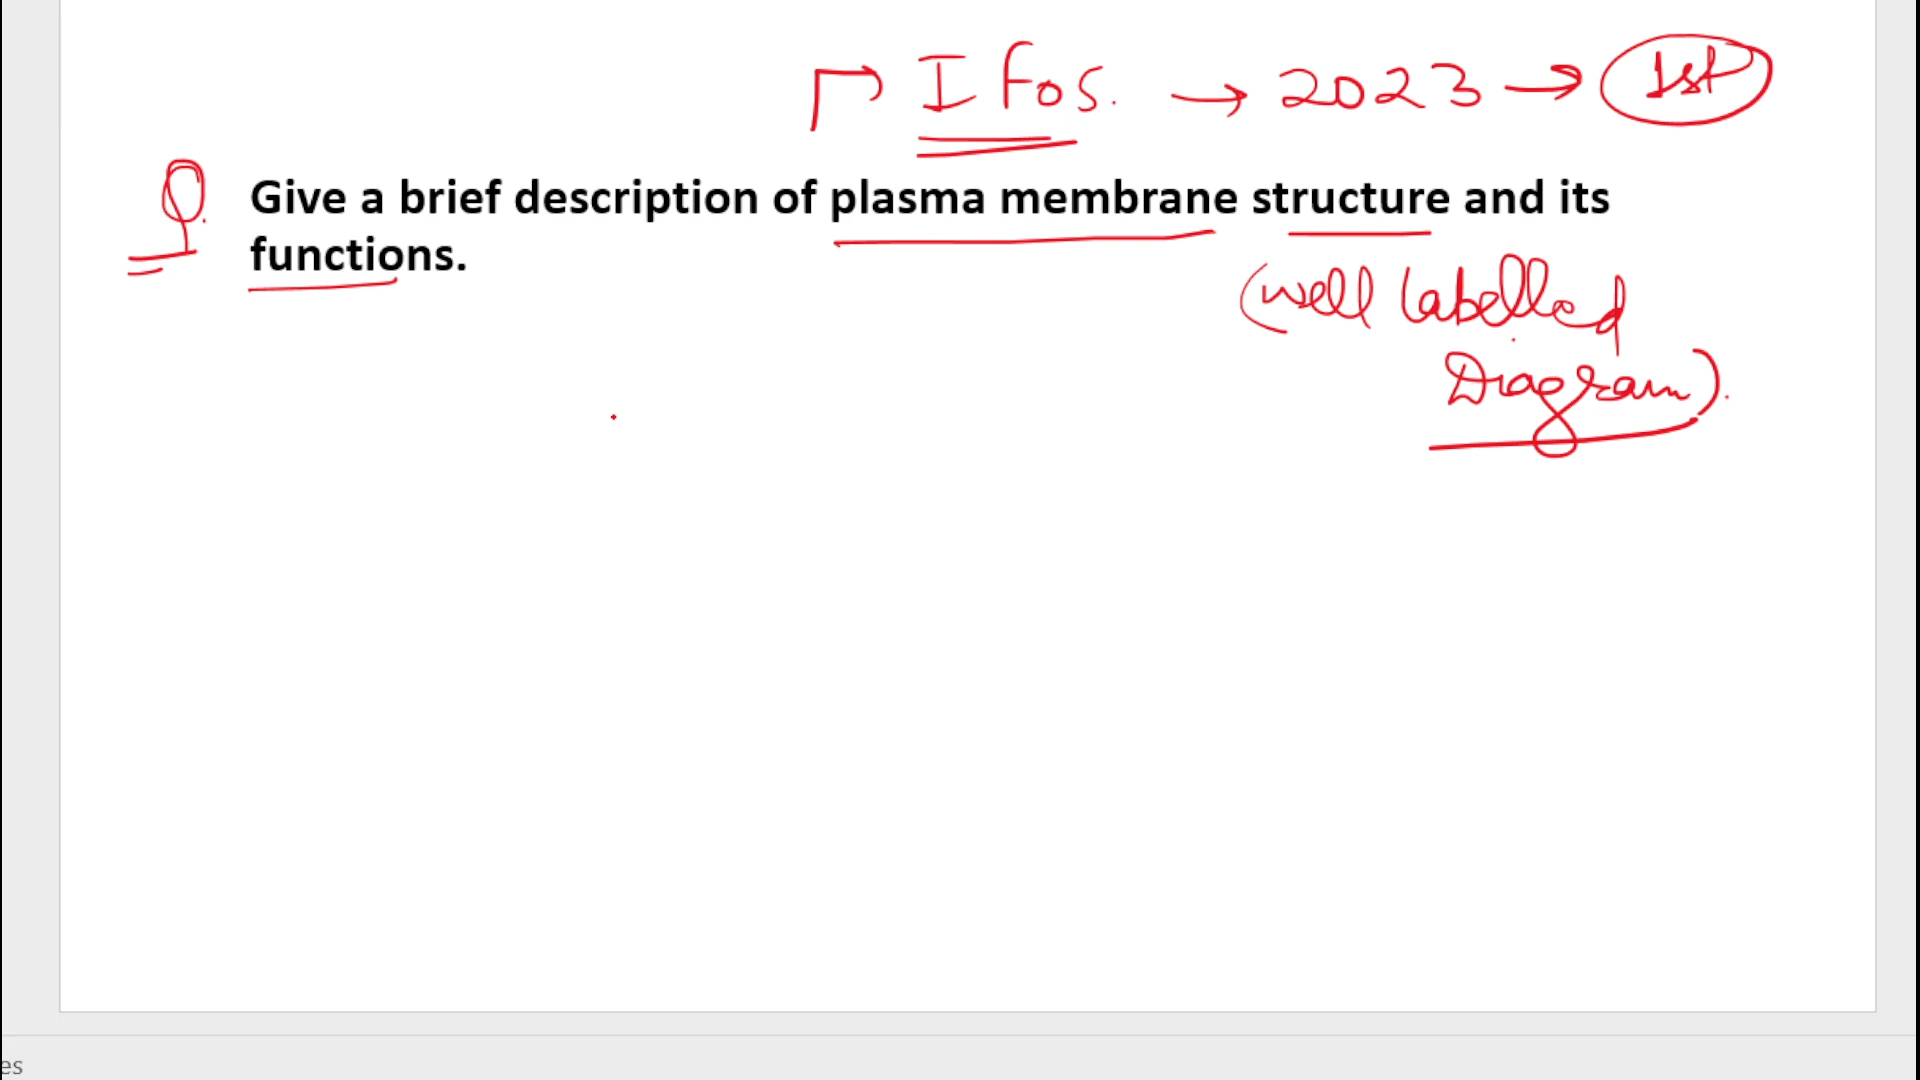 IFoS. → 2023 → 1st
Q. Give a brief description of plasma membrane structure and its
functions.
(well labelled
Diagram).
es